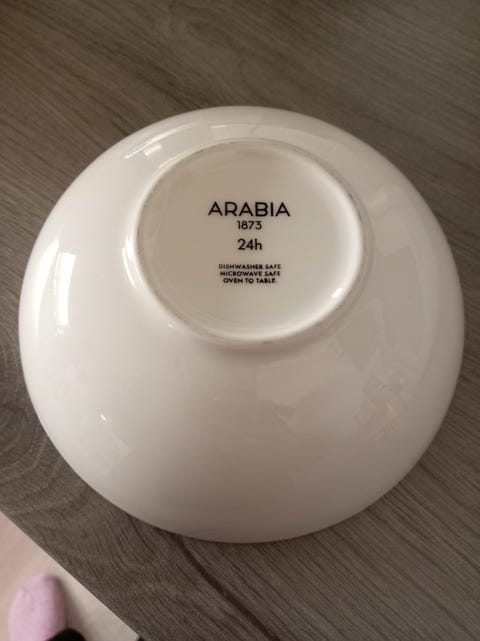 ARABIA
1873
24h
DISHWASHER SAFE
MICROWAVE SAFE
OVEN TO TABLE.